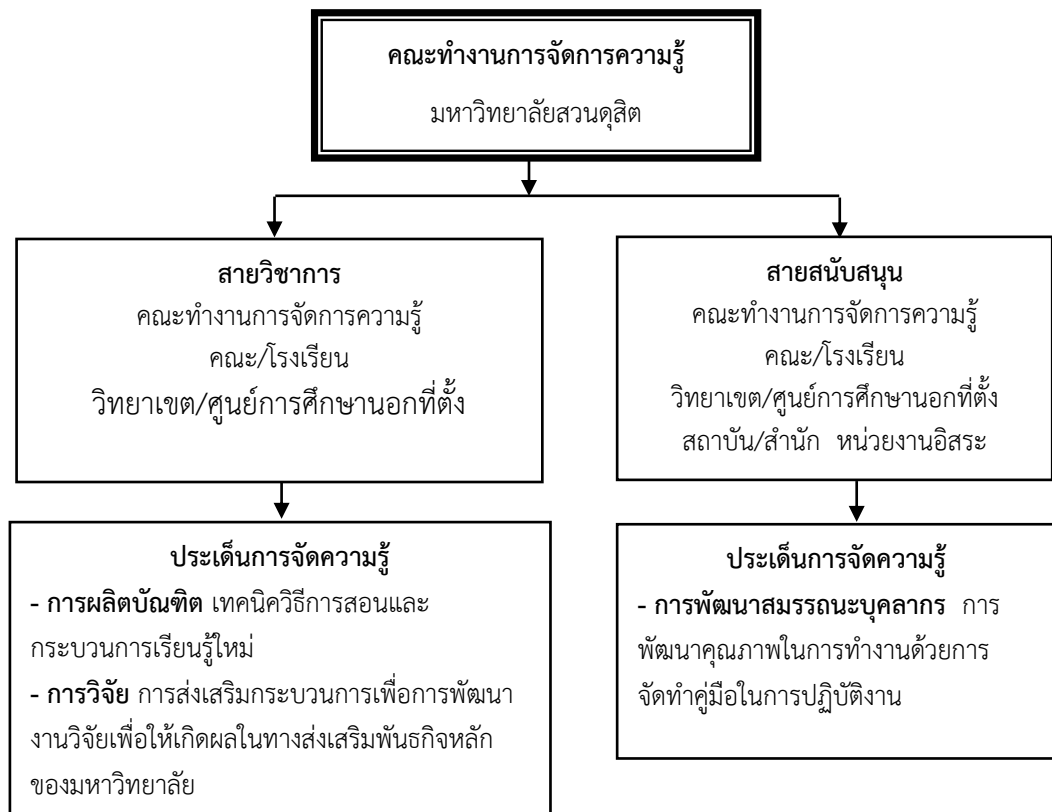 คณะทำงานการจัดการความรู้
มหาวิทยาลัยสวนดุสิต
สายวิชาการ
คณะทำงานการจัดการความรู้
คณะ/โรงเรียน
วิทยาเขต/ศูนย์การศึกษานอกที่ตั้ง
สายสนับสนุน
คณะทำงานการจัดการความรู้
คณะ/โรงเรียน
วิทยาเขต/ศูนย์การศึกษานอกที่ตั้ง
สถาบัน/สำนัก หน่วยงานอิสระ
ประเด็นการจัดความรู้
- การผลิตบัณฑิต เทคนิควิธีการสอนและ
กระบวนการเรียนรู้ใหม่
- การวิจัย การส่งเสริมกระบวนการเพื่อการพัฒนา
งานวิจัยเพื่อให้เกิดผลในทางส่งเสริมพันธกิจหลัก
ของมหาวิทยาลัย
ประเด็นการจัดความรู้
- การพัฒนาสมรรถนะบุคลากร การ
พัฒนาคุณภาพในการทำงานด้วยการ
จัดทำคู่มือในการปฏิบัติงาน